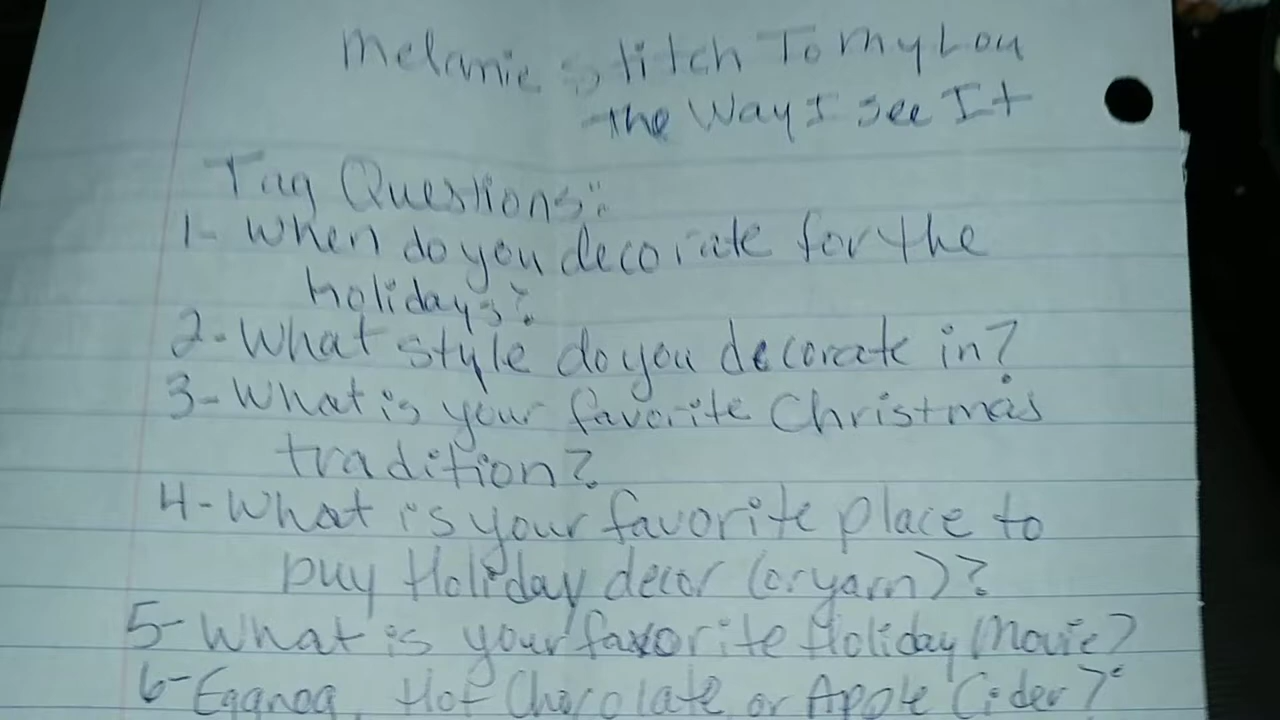 Melanie Stitch To My Lou
The Way I see It
Tag Questions:
1- When do you decorate for the
holidays?
2- What style do you decorate in?
3- What is your favorite Christmas
tradition?
4- What is your favorite place to
buy Holiday decor (or yarn)?
5- What is your favorite Holiday Movie?
6- Eggnog, Hot Chocolate or Apple Cider?